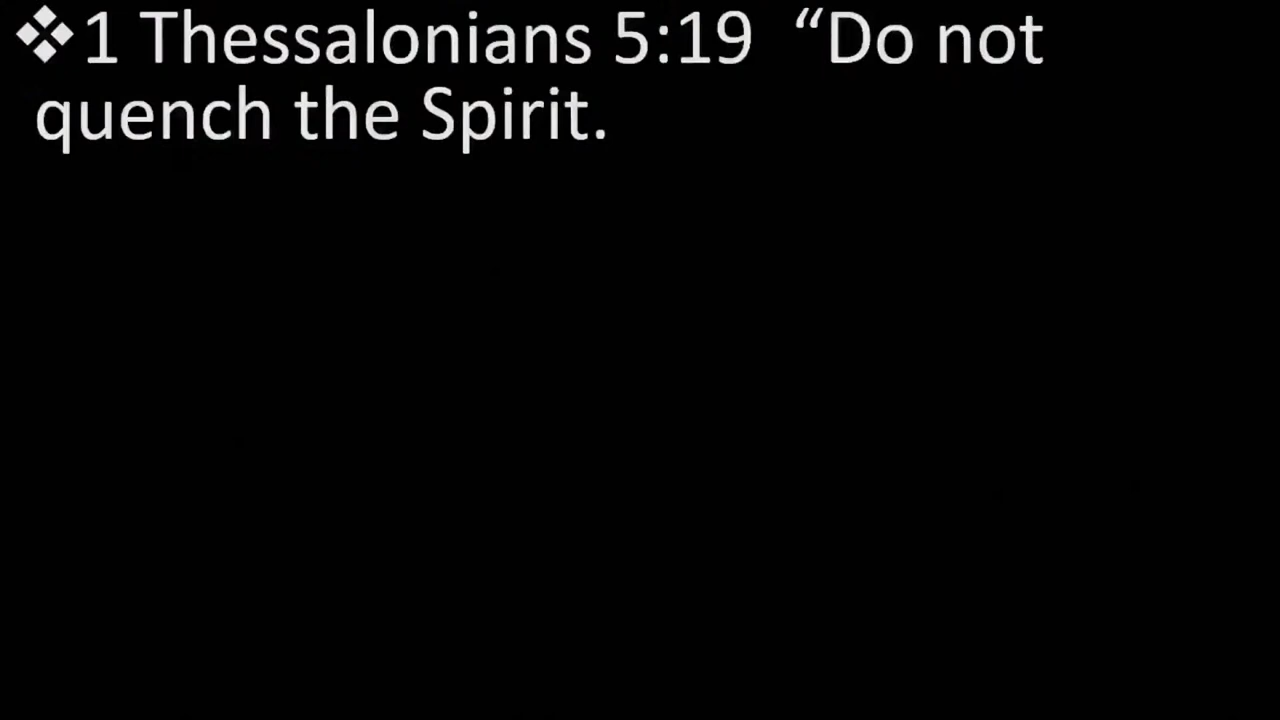 ❖1 Thessalonians 5:19  “Do not
quench the Spirit.